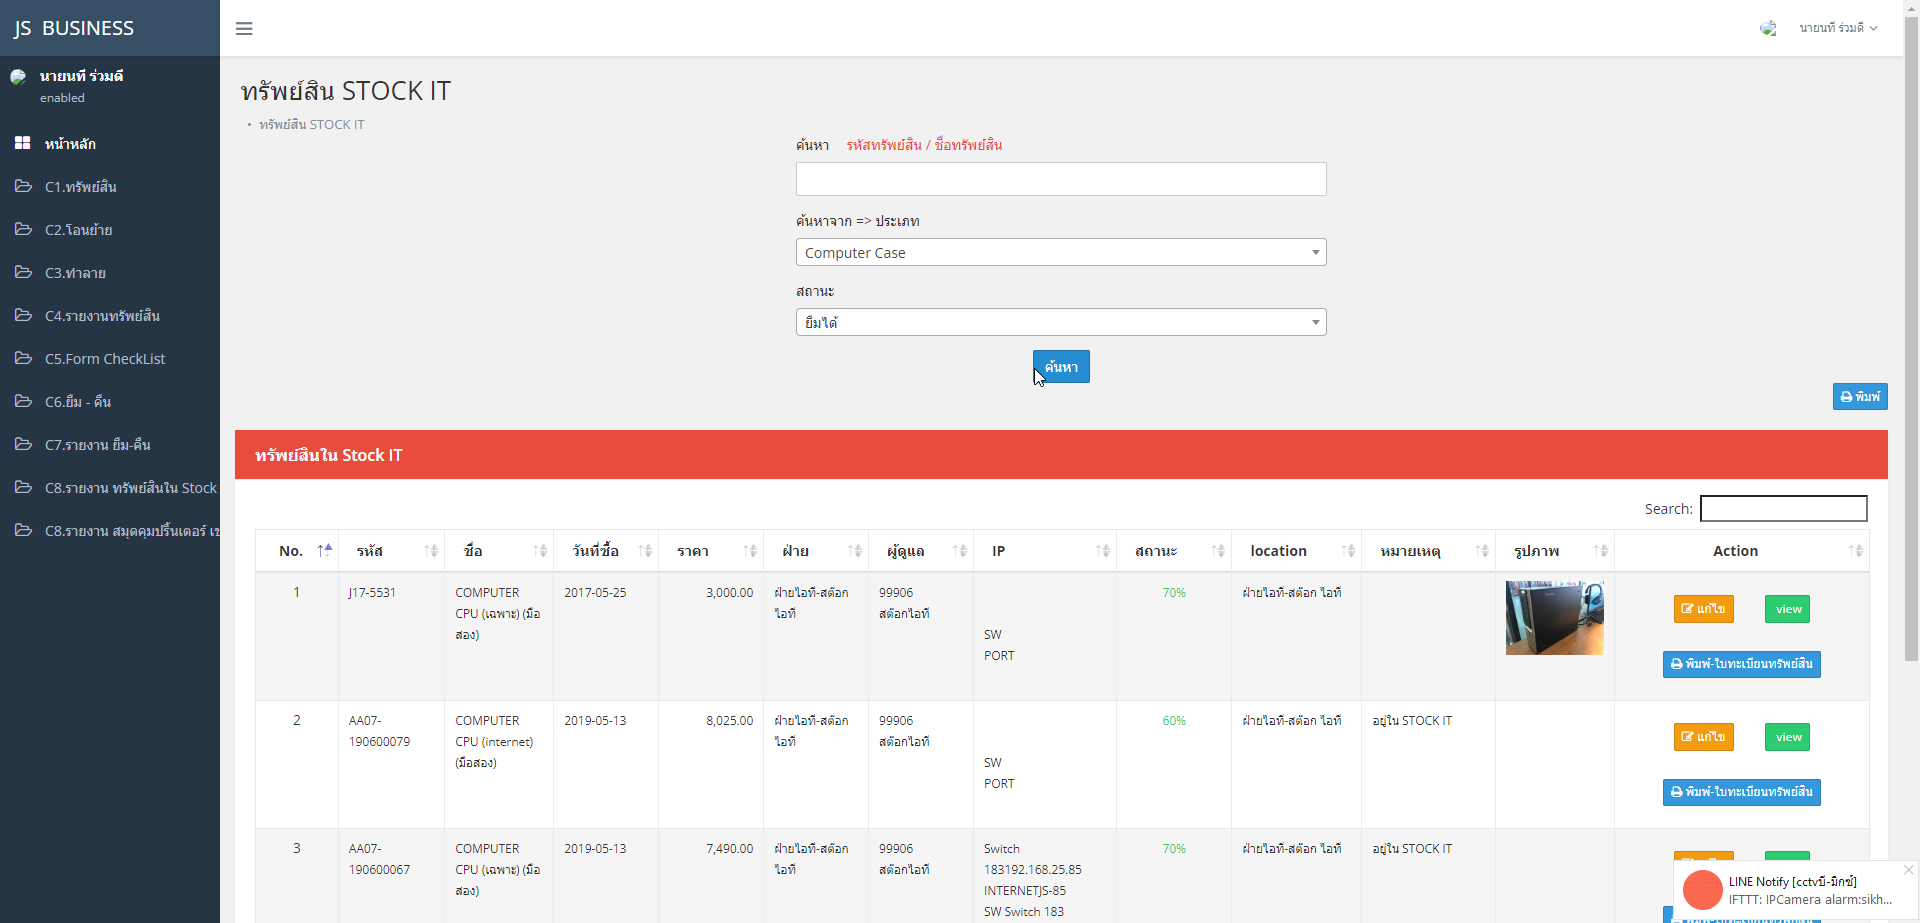 JS BUSINESS
นายนที ร่วมดี
นายนที ร่วมดี
enabled
หน้าหลัก
C1.ทรัพย์สิน
C2.โอนย้าย
C3.ทำลาย
C4.รายงานทรัพย์สิน
C5.Form CheckList
C6.ยืม - คืน
C7.รายงาน ยืม-คืน
C8.รายงาน ทรัพย์สินใน Stock
C8.รายงาน สมุดคุมปริ้นเตอร์ เช
ทรัพย์สิน STOCK IT
• ทรัพย์สิน STOCK IT
ค้นหา รหัสทรัพย์สิน / ชื่อทรัพย์สิน
ค้นหาจาก => ประเภท
Computer Case
สถานะ
ยืมได้
ค้นหา
พิมพ์
ทรัพย์สินใน Stock IT
Search:
No. รหัส ชื่อ วันที่ซื้อ ราคา ฝ่าย ผู้ดูแล IP สถานะ location หมายเหตุ รูปภาพ Action
1 J17-5531 COMPUTER 2017-05-25 3,000.00 ฝ่ายไอที-สต๊อก 99906 70% ฝ่ายไอที-สต๊อก ไอที
CPU (เฉพาะ) (มือ ไอที สต๊อกไอที แก้ไข view
สอง) SW
PORT พิมพ์-ใบทะเบียนทรัพย์สิน
2 AA07- COMPUTER 2019-05-13 8,025.00 ฝ่ายไอที-สต๊อก 99906 60% ฝ่ายไอที-สต๊อก ไอที อยู่ใน STOCK IT
190600079 CPU (internet) ไอที สต๊อกไอที แก้ไข view
(มือสอง) SW
PORT พิมพ์-ใบทะเบียนทรัพย์สิน
3 AA07- COMPUTER 2019-05-13 7,490.00 ฝ่ายไอที-สต๊อก 99906 Switch 70% ฝ่ายไอที-สต๊อก ไอที อยู่ใน STOCK IT
190600067 CPU (เฉพาะ) (มือ ไอที สต๊อกไอที 183192.168.25.85
สอง) INTERNETJS-85
SW Switch 183
LINE Notify [cctvบี-มิกซ์]
IFTTT: IPCamera alarm:sikh...